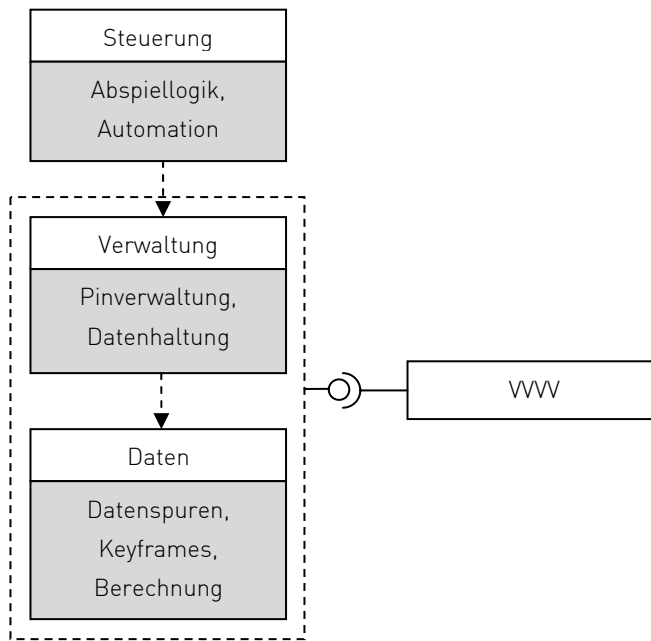 Steuerung
Abspiellogik,
Automation
Verwaltung
Pinverwaltung,
Datenhaltung
VVVV
Daten
Datenspuren,
Keyframes,
Berechnung